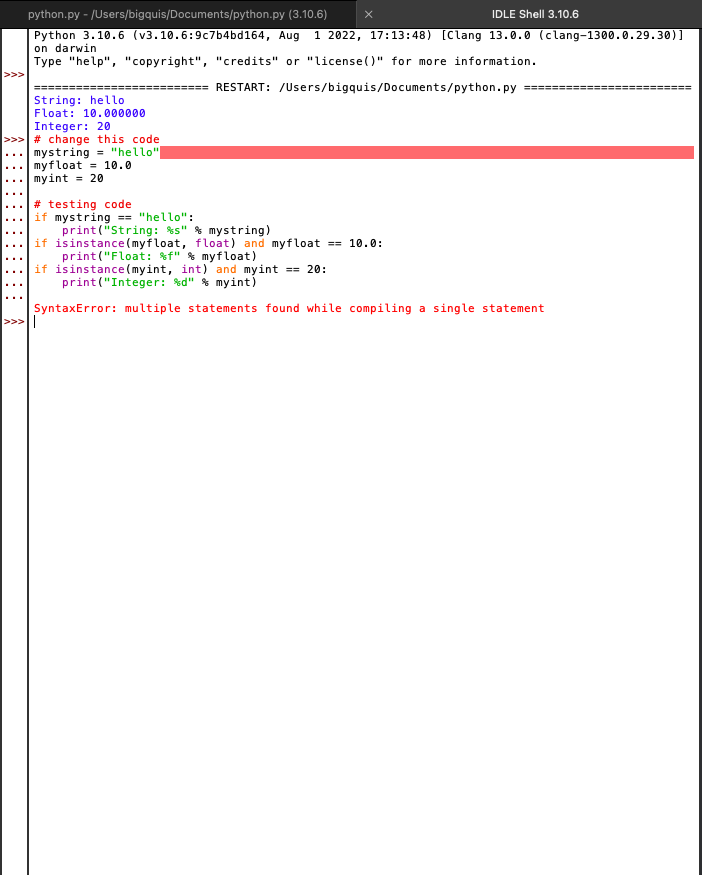 python.py - /Users/bigquis/Documents/python.py (3.10.6) × IDLE Shell 3.10.6
Python 3.10.6 (v3.10.6:9c7b4bd164, Aug  1 2022, 17:13:48) [Clang 13.0.0 (clang-1300.0.29.30)]
on darwin
Type "help", "copyright", "credits" or "license()" for more information.
>>>
========================= RESTART: /Users/bigquis/Documents/python.py ========================
String: hello
Float: 10.000000
Integer: 20
>>> # change this code
... mystring = "hello"
... myfloat = 10.0
... myint = 20
...
... # testing code
... if mystring == "hello":
...     print("String: %s" % mystring)
... if isinstance(myfloat, float) and myfloat == 10.0:
...     print("Float: %f" % myfloat)
... if isinstance(myint, int) and myint == 20:
...     print("Integer: %d" % myint)
...
SyntaxError: multiple statements found while compiling a single statement
>>>